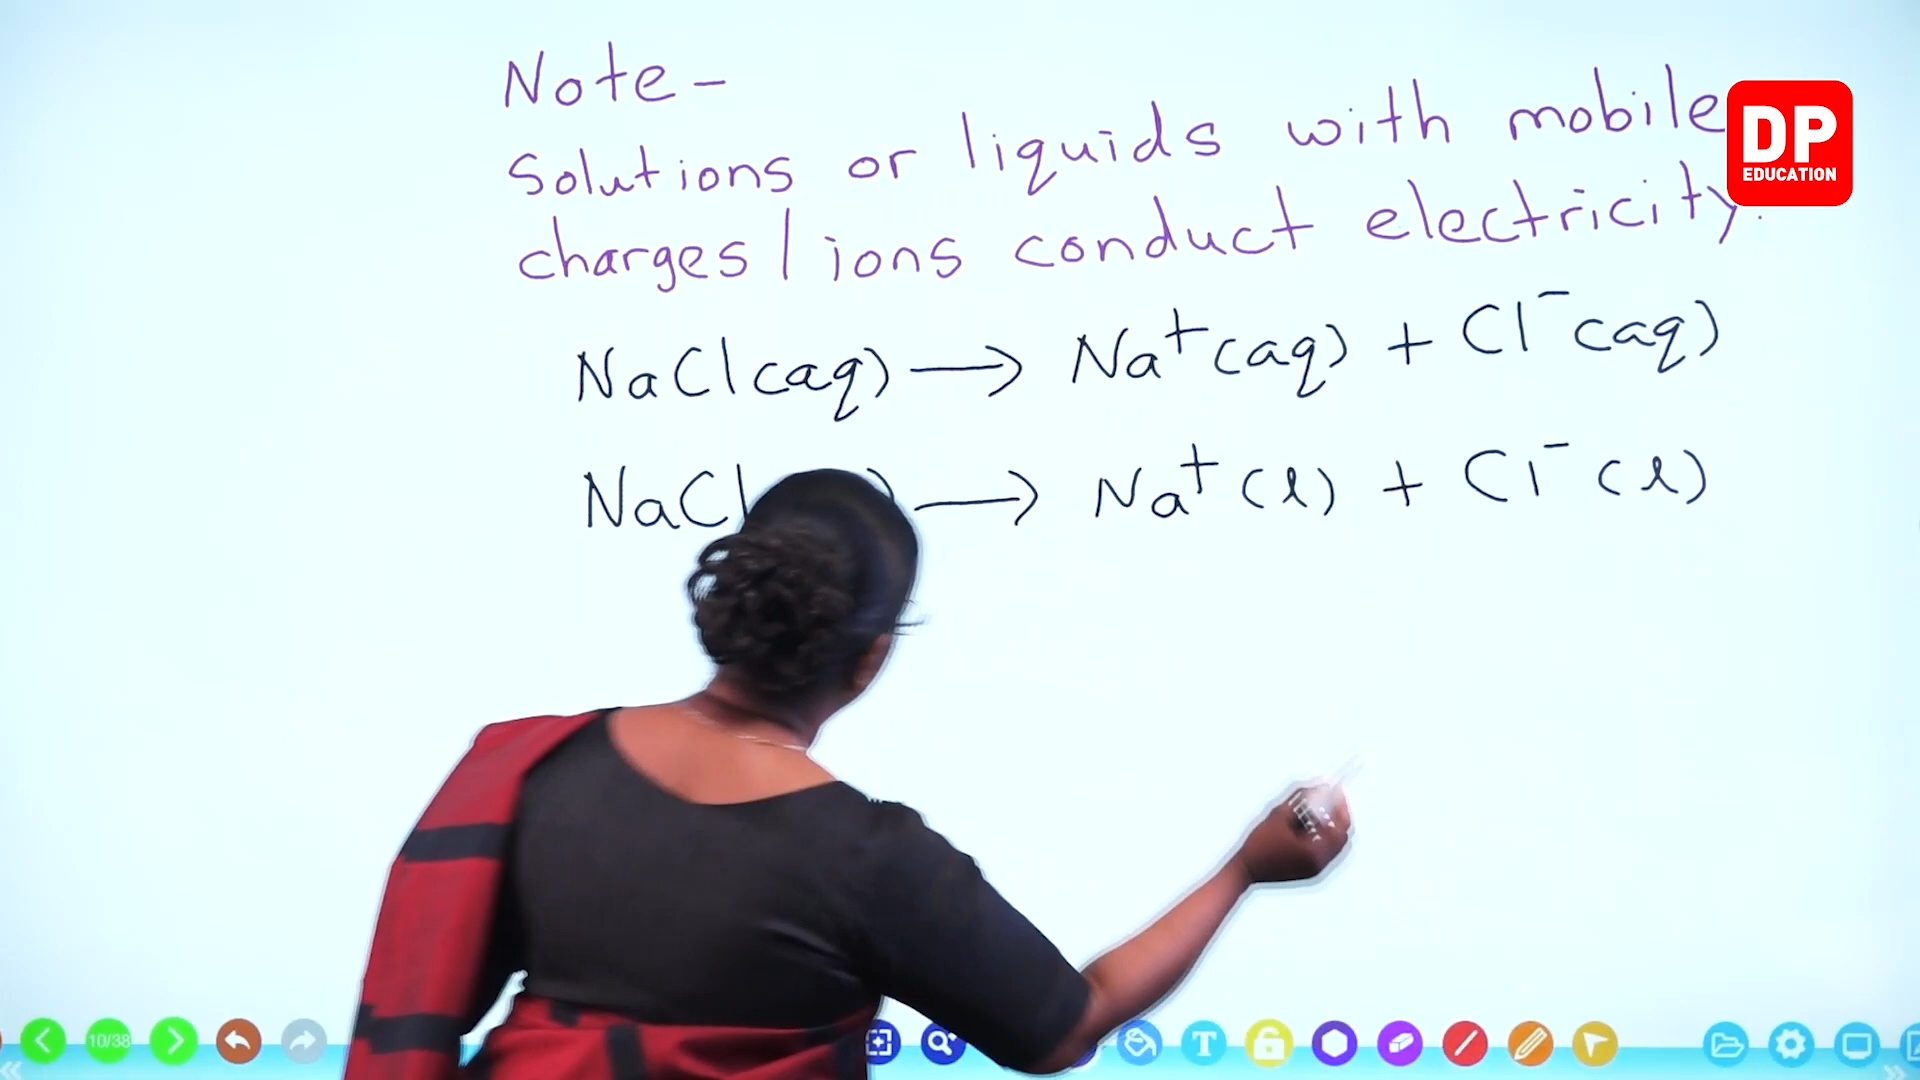 Note-
Solutions or liquids with mobile
charges / ions conduct electricity.
NaCl(aq) → Na⁺(aq) + Cl⁻(aq)
NaCl ) → Na⁺(l) + Cl⁻(l)
DP
EDUCATION
10/38
T